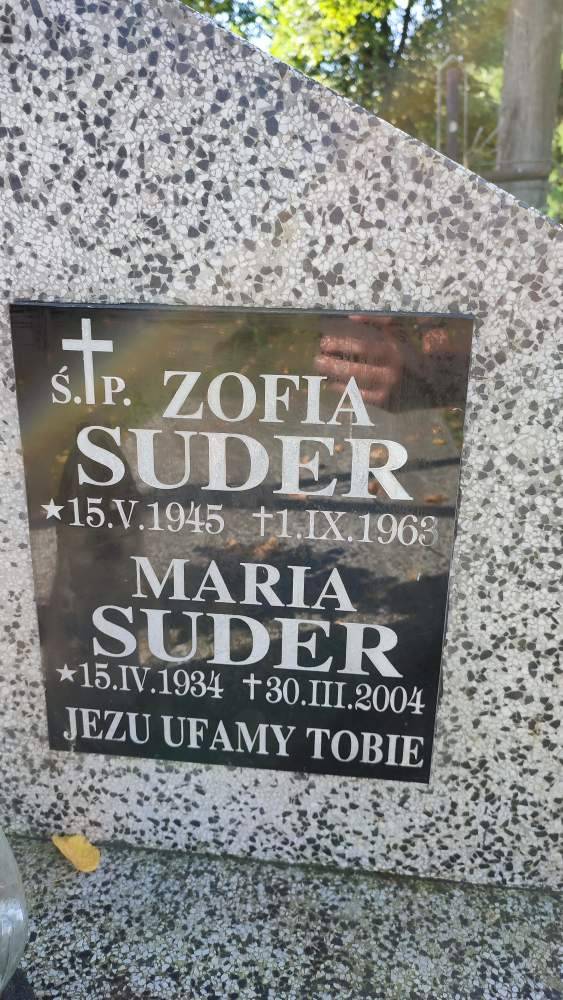 Ś.P. ZOFIA
SUDER
★15.V.1945 †1.IX.1963
MARIA
SUDER
★15.IV.1934 †30.III.2004
JEZU UFAMY TOBIE